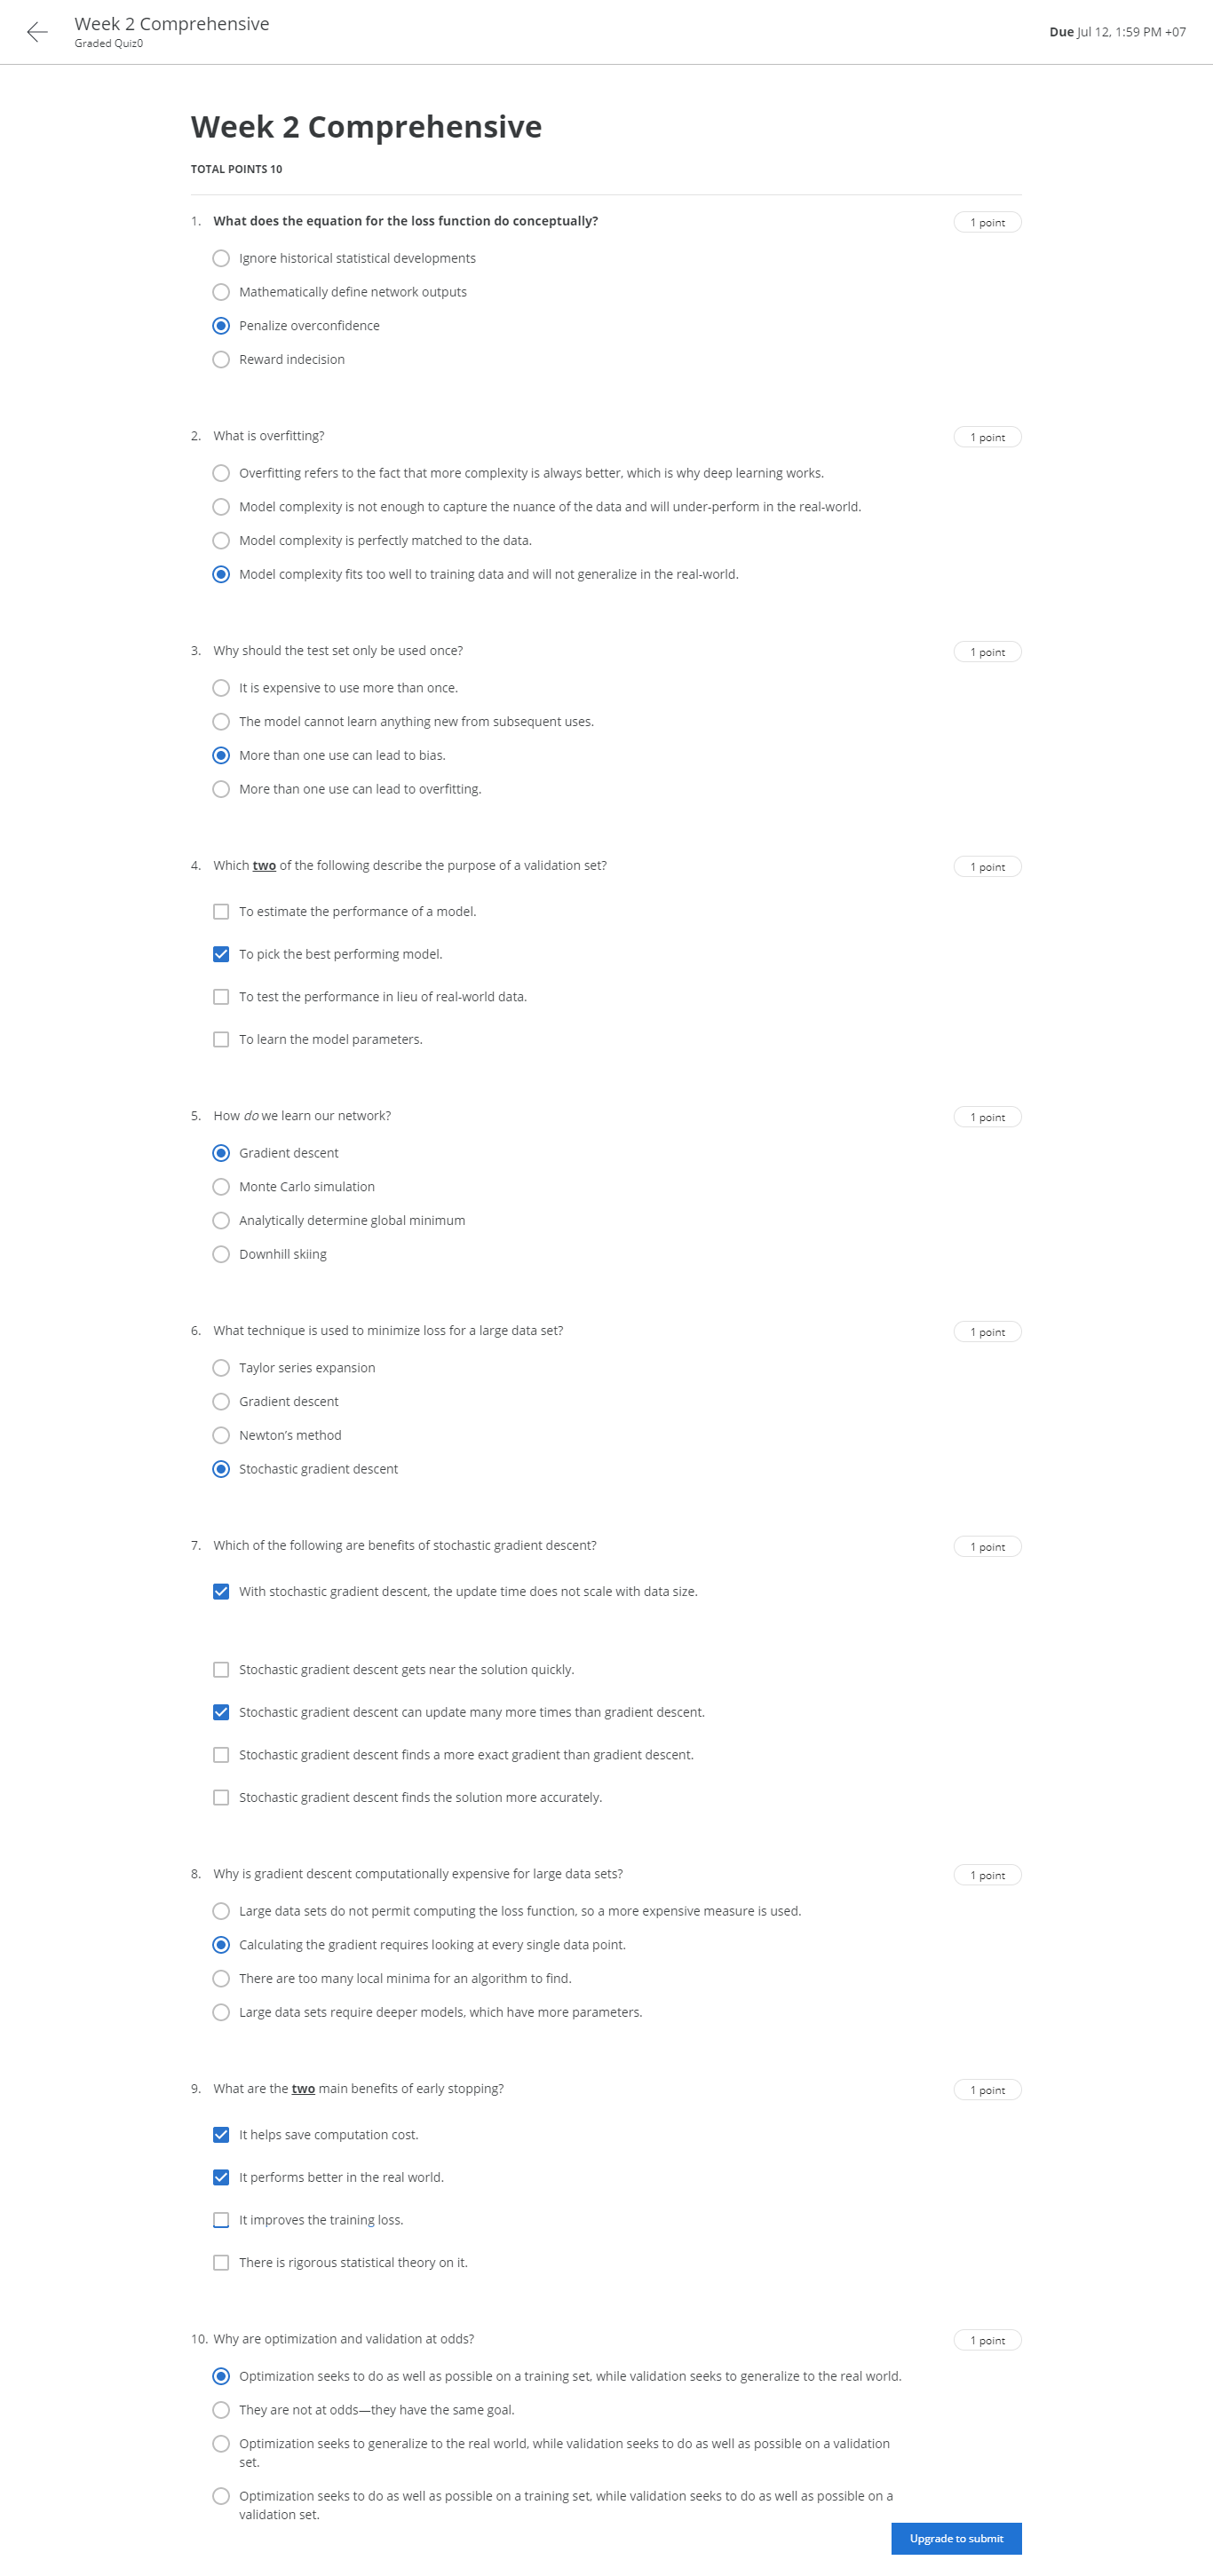 Week 2 Comprehensive
Graded Quiz0
Due Jul 12, 1:59 PM +07
Week 2 Comprehensive
TOTAL POINTS 10
1. What does the equation for the loss function do conceptually?
1 point
Ignore historical statistical developments
Mathematically define network outputs
Penalize overconfidence
Reward indecision
2. What is overfitting?
1 point
Overfitting refers to the fact that more complexity is always better, which is why deep learning works.
Model complexity is not enough to capture the nuance of the data and will under-perform in the real-world.
Model complexity is perfectly matched to the data.
Model complexity fits too well to training data and will not generalize in the real-world.
3. Why should the test set only be used once?
1 point
It is expensive to use more than once.
The model cannot learn anything new from subsequent uses.
More than one use can lead to bias.
More than one use can lead to overfitting.
4. Which two of the following describe the purpose of a validation set?
1 point
To estimate the performance of a model.
To pick the best performing model.
To test the performance in lieu of real-world data.
To learn the model parameters.
5. How do we learn our network?
1 point
Gradient descent
Monte Carlo simulation
Analytically determine global minimum
Downhill skiing
6. What technique is used to minimize loss for a large data set?
1 point
Taylor series expansion
Gradient descent
Newton's method
Stochastic gradient descent
7. Which of the following are benefits of stochastic gradient descent?
1 point
With stochastic gradient descent, the update time does not scale with data size.
Stochastic gradient descent gets near the solution quickly.
Stochastic gradient descent can update many more times than gradient descent.
Stochastic gradient descent finds a more exact gradient than gradient descent.
Stochastic gradient descent finds the solution more accurately.
8. Why is gradient descent computationally expensive for large data sets?
1 point
Large data sets do not permit computing the loss function, so a more expensive measure is used.
Calculating the gradient requires looking at every single data point.
There are too many local minima for an algorithm to find.
Large data sets require deeper models, which have more parameters.
9. What are the two main benefits of early stopping?
1 point
It helps save computation cost.
It performs better in the real world.
It improves the training loss.
There is rigorous statistical theory on it.
10. Why are optimization and validation at odds?
1 point
Optimization seeks to do as well as possible on a training set, while validation seeks to generalize to the real world.
They are not at odds—they have the same goal.
Optimization seeks to generalize to the real world, while validation seeks to do as well as possible on a validation
set.
Optimization seeks to do as well as possible on a training set, while validation seeks to do as well as possible on a
validation set.
Upgrade to submit